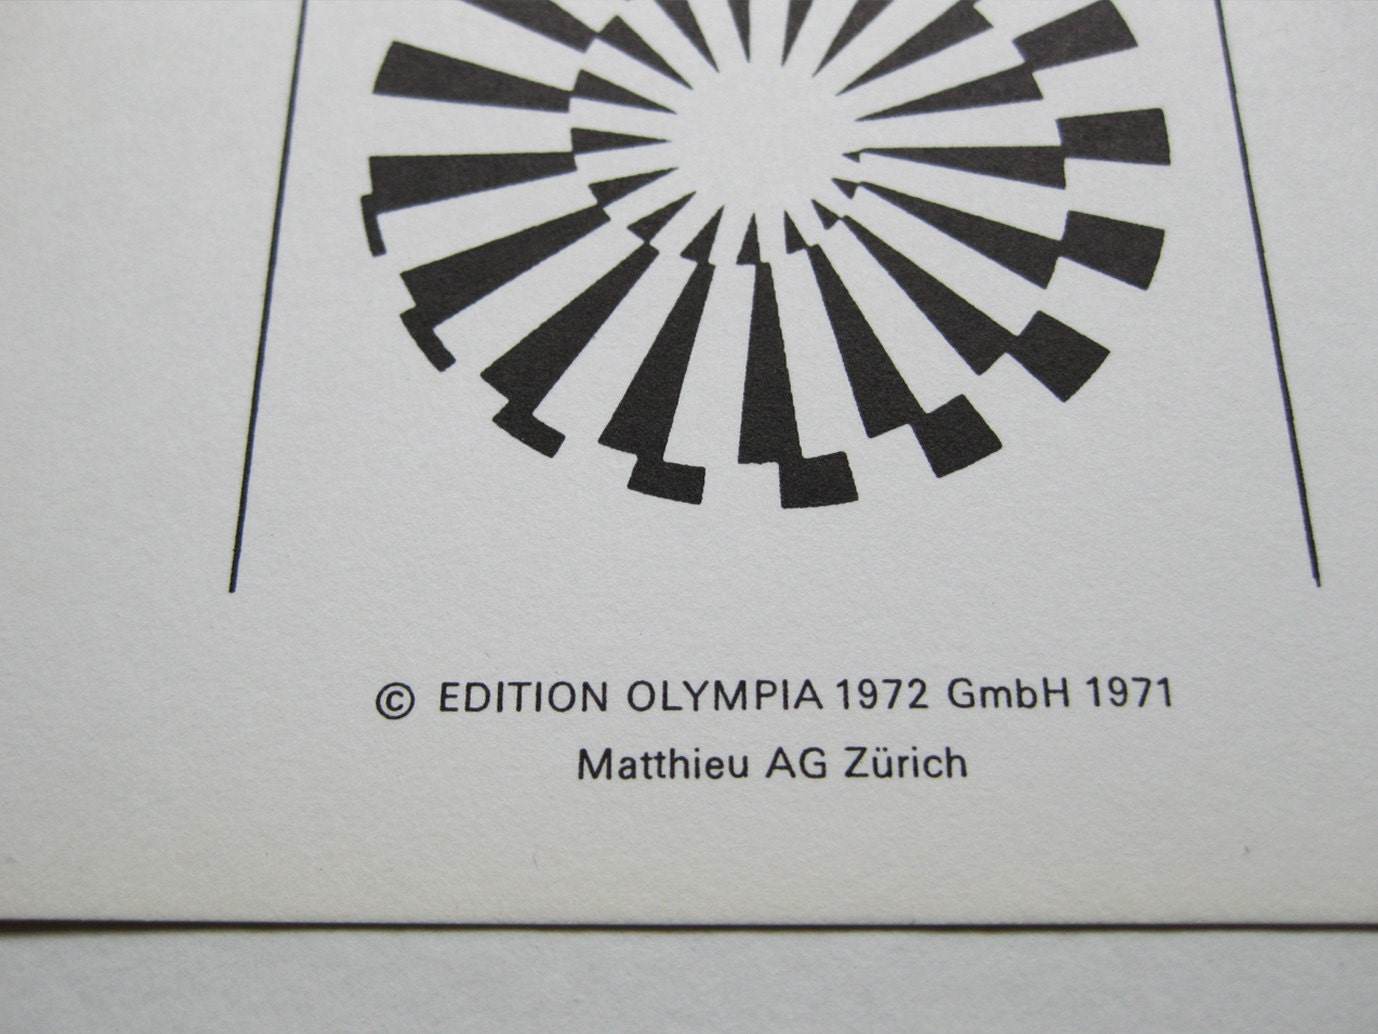 © EDITION OLYMPIA 1972 GmbH 1971
Matthieu AG Zürich